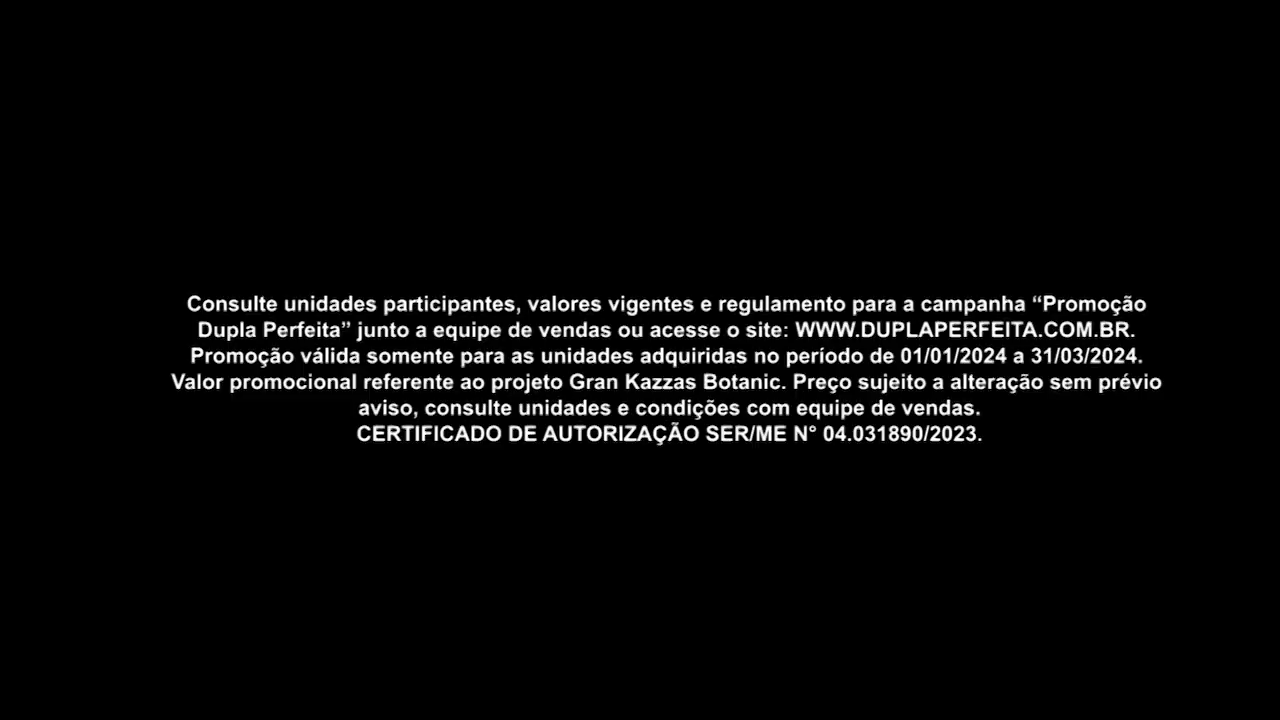 Consulte unidades participantes, valores vigentes e regulamento para a campanha “Promoção
Dupla Perfeita” junto a equipe de vendas ou acesse o site: WWW.DUPLAPERFEITA.COM.BR.
Promoção válida somente para as unidades adquiridas no período de 01/01/2024 a 31/03/2024.
Valor promocional referente ao projeto Gran Kazzas Botanic. Preço sujeito a alteração sem prévio
aviso, consulte unidades e condições com equipe de vendas.
CERTIFICADO DE AUTORIZAÇÃO SER/ME N° 04.031890/2023.